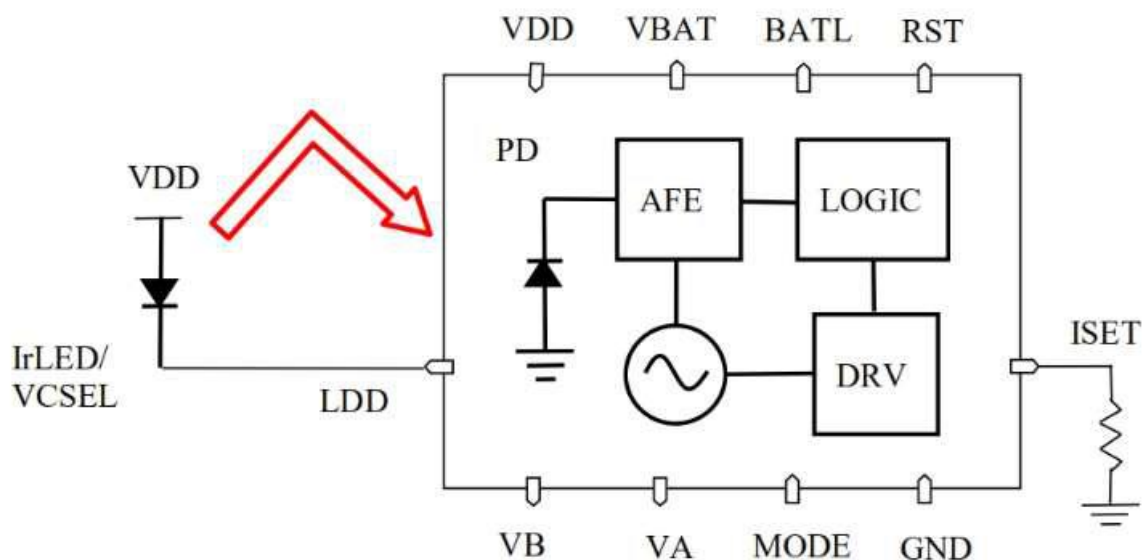 VDD VBAT BATL RST
PD
VDD
AFE LOGIC
ISET
IrLED/
VCSEL
LDD
DRV
VB VA MODE GND